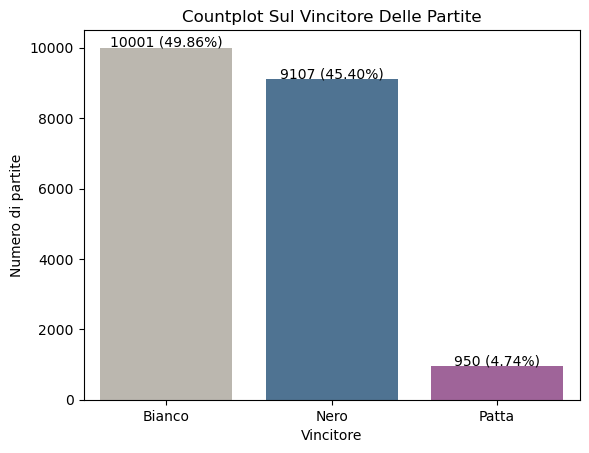 Countplot Sul Vincitore Delle Partite
10001 (49.86%)
9107 (45.40%)
950 (4.74%)
10000
8000
6000
4000
2000
0
Numero di partite
Bianco
Nero
Patta
Vincitore